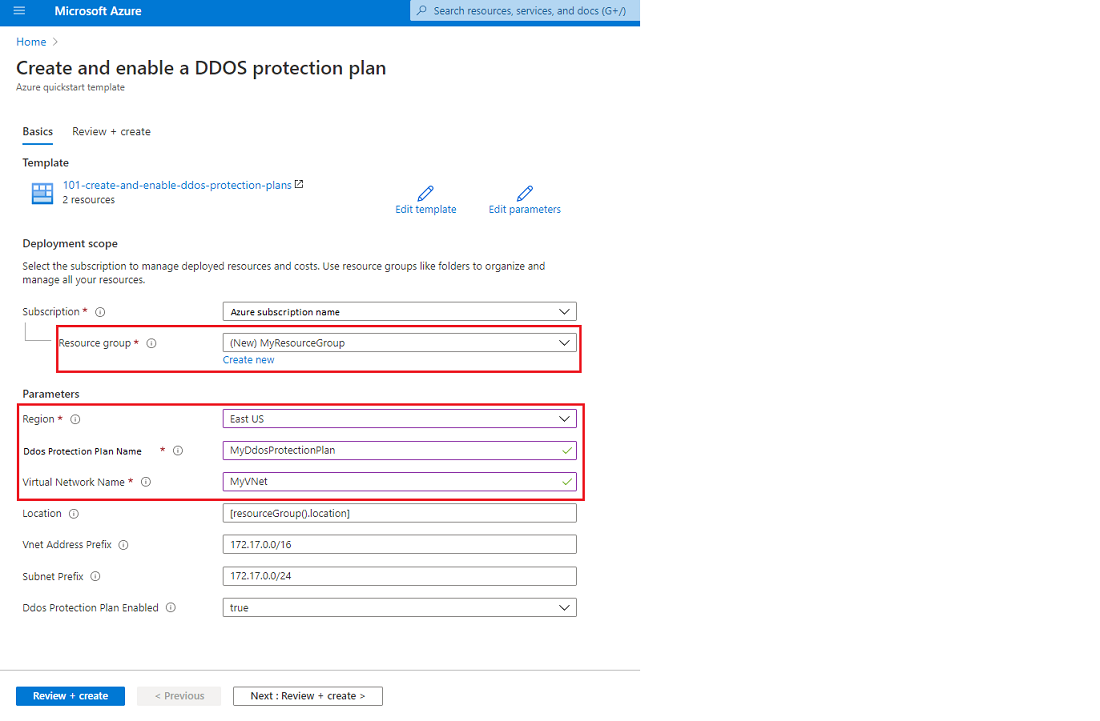 Microsoft Azure
Search resources, services, and docs (G+/)
Home >
Create and enable a DDOS protection plan
Azure quickstart template
Basics
Review + create
Template
101-create-and-enable-ddos-protection-plans
2 resources
Edit template
Edit parameters
Deployment scope
Select the subscription to manage deployed resources and costs. Use resource groups like folders to organize and
manage all your resources.
Subscription *
Azure subscription name
Resource group *
(New) MyResourceGroup
Create new
Parameters
Region *
East US
Ddos Protection Plan Name *
MyDdosProtectionPlan
Virtual Network Name *
MyVNet
Location
[resourceGroup().location]
Vnet Address Prefix
172.17.0.0/16
Subnet Prefix
172.17.0.0/24
Ddos Protection Plan Enabled
true
Review + create
< Previous
Next : Review + create >